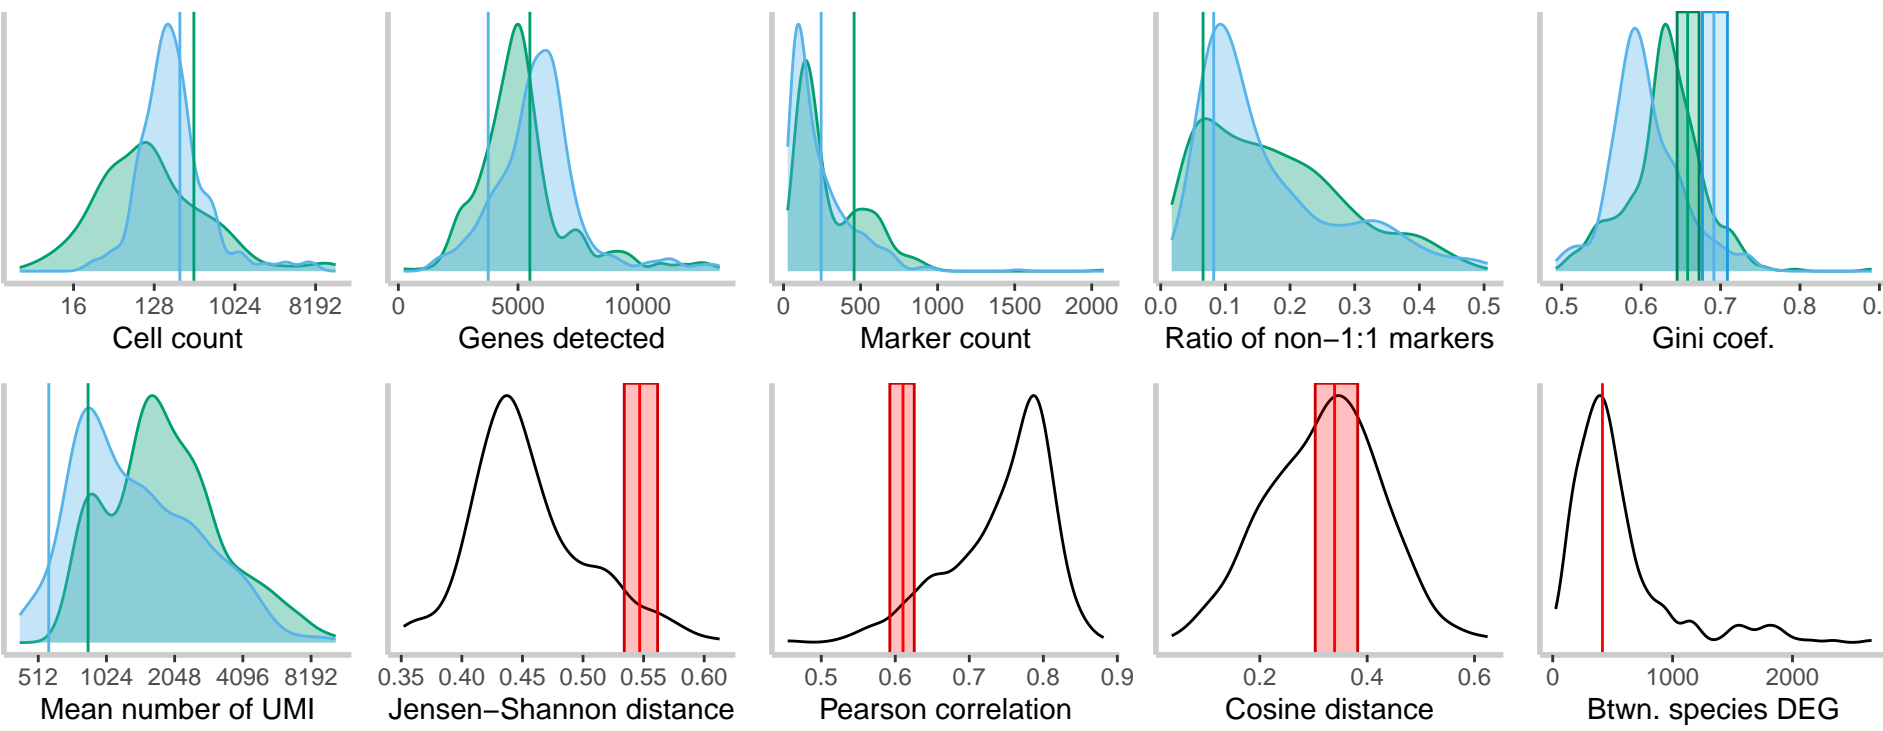 16 128 1024 8192
Cell count
0 5000 10000
Genes detected
0 500 1000 1500 2000
Marker count
0.0 0.1 0.2 0.3 0.4 0.5
Ratio of non−1:1 markers
0.5 0.6 0.7 0.8 0.
Gini coef.
512 1024 2048 4096 8192
Mean number of UMI
0.35 0.40 0.45 0.50 0.55 0.60
Jensen−Shannon distance
0.5 0.6 0.7 0.8 0.9
Pearson correlation
0.2 0.4 0.6
Cosine distance
0 1000 2000
Btwn. species DEG